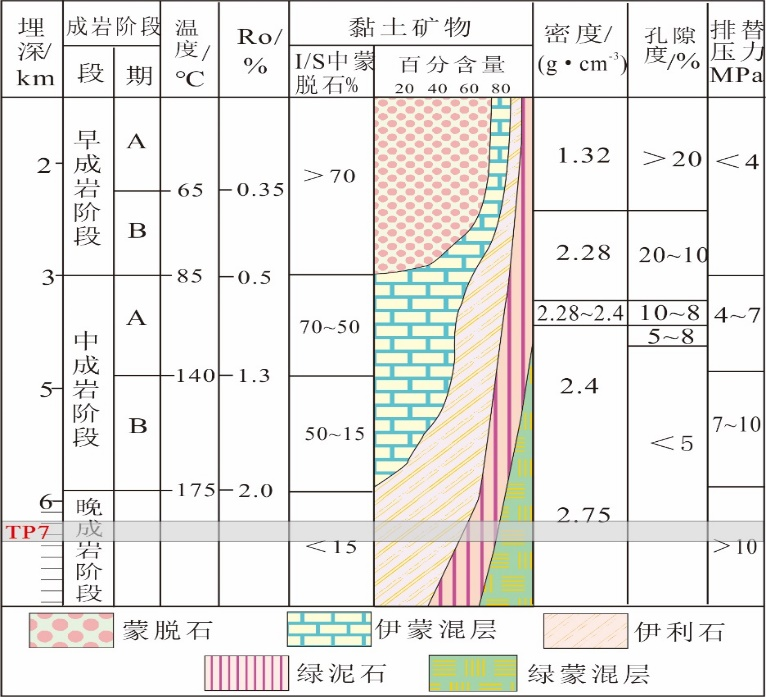 埋深/km
成岩阶段
段
期
温度/℃
Ro/%
I/S中蒙脱石%
黏土矿物
百分含量
20 40 60 80
密度/(g·cm⁻³)
孔隙度/%
排替压力MPa
2
3
5
6
TP7
早成岩阶段
中成岩阶段
晚成岩阶段
A
B
A
B
65
85
140
175
0.35
0.5
1.3
2.0
>70
70~50
50~15
<15
1.32
2.28
2.28~2.4
2.4
2.75
>20
20~10
10~8
5~8
<5
<4
4~7
7~10
>10
蒙脱石
伊蒙混层
伊利石
绿泥石
绿蒙混层